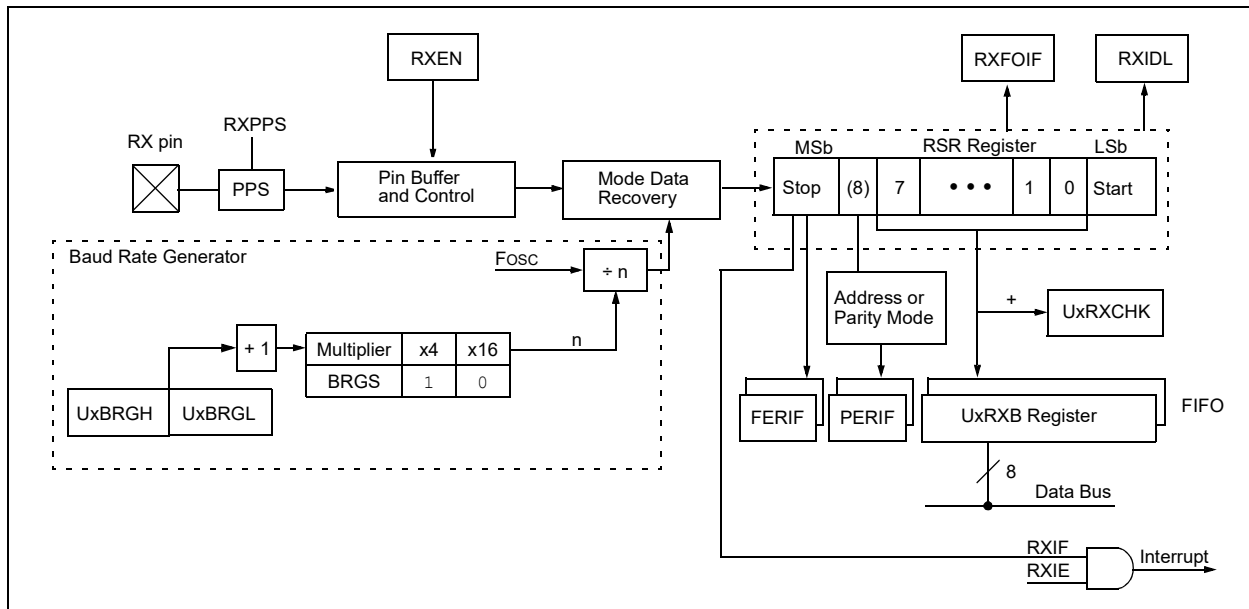 RXEN
RXFOIF
RXIDL
RXPPS
RX pin
PPS
Pin Buffer
and Control
Mode Data
Recovery
MSb
RSR Register
LSb
Stop
(8)
7
• • •
1
0
Start
Baud Rate Generator
FOSC
÷ n
n
+ 1
Multiplier
x4
x16
BRGS
1
0
UxBRGH
UxBRGL
Address or
Parity Mode
+
UxRXCHK
FERIF
PERIF
UxRXB Register
FIFO
8
Data Bus
RXIF
RXIE
Interrupt